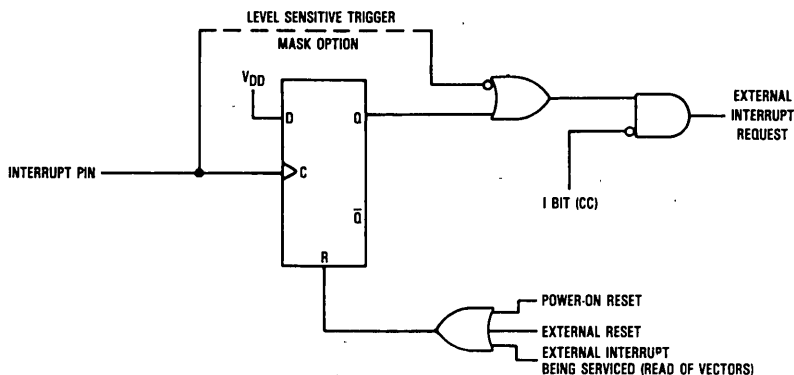 LEVEL SENSITIVE TRIGGER
MASK OPTION
VDD
D
Q
EXTERNAL
INTERRUPT
REQUEST
INTERRUPT PIN
C
I BIT (CC)
Q̅
R
POWER-ON RESET
EXTERNAL RESET
EXTERNAL INTERRUPT
BEING SERVICED (READ OF VECTORS)